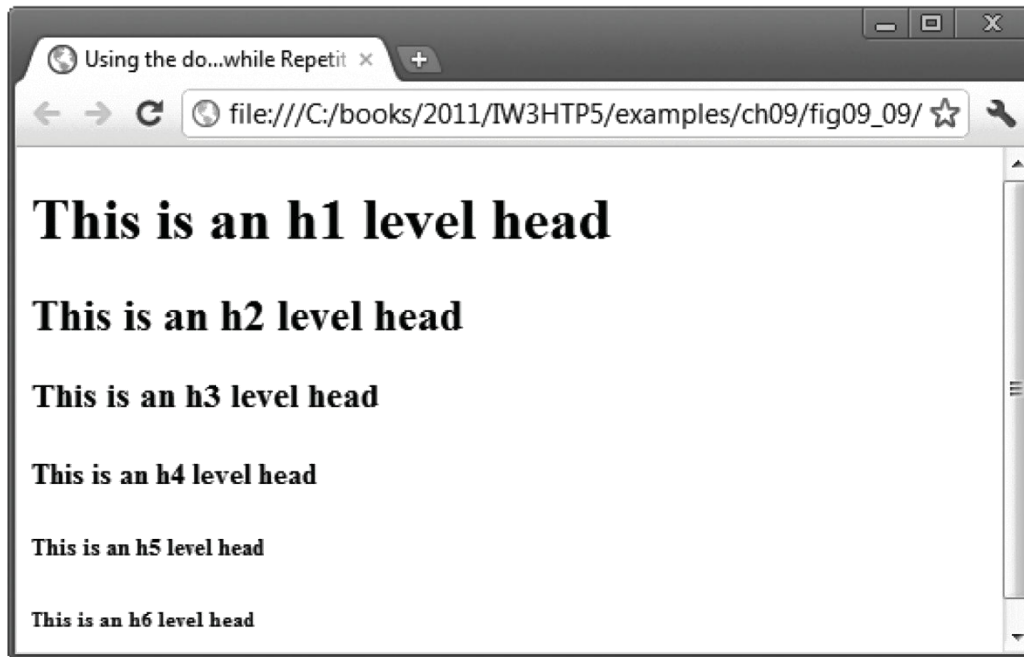 Using the do...while Repetit
file:///C:/books/2011/IW3HTP5/examples/ch09/fig09_09/
This is an h1 level head
This is an h2 level head
This is an h3 level head
This is an h4 level head
This is an h5 level head
This is an h6 level head